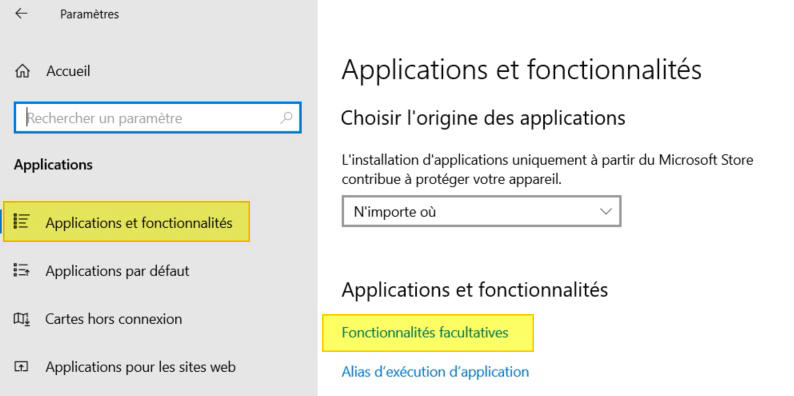 Paramètres
Accueil
Rechercher un paramètre
Applications
Applications et fonctionnalités
Applications par défaut
Cartes hors connexion
Applications pour les sites web
Applications et fonctionnalités
Choisir l'origine des applications
L'installation d'applications uniquement à partir du Microsoft Store
contribue à protéger votre appareil.
N'importe où
Applications et fonctionnalités
Fonctionnalités facultatives
Alias d’exécution d’application